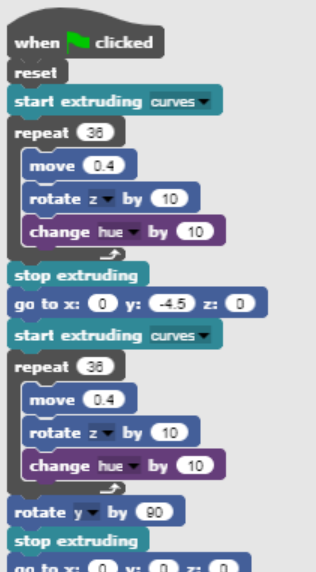 when clicked
reset
start extruding curves
repeat 36
move 0.4
rotate z by 10
change hue by 10
stop extruding
go to x: 0 y: -4.5 z: 0
start extruding curves
repeat 36
move 0.4
rotate z by 10
change hue by 10
rotate y by 90
stop extruding
go to x: 0 y: 0 z: 0